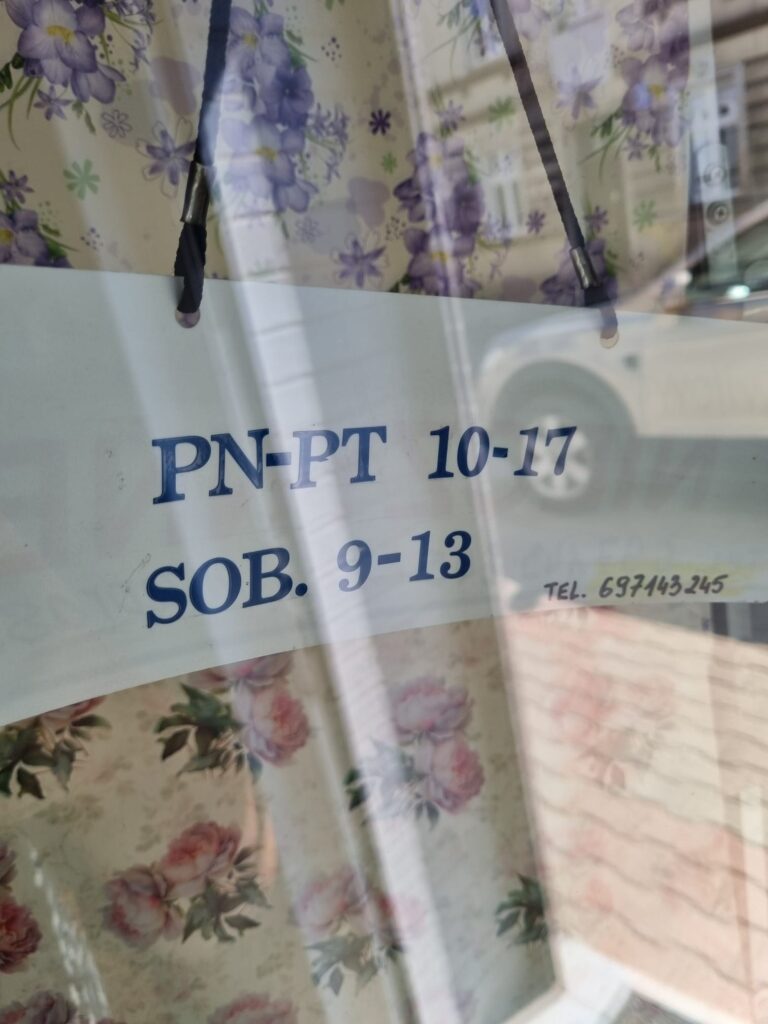 PN-PT 10-17
SOB. 9-13
TEL. 697143245